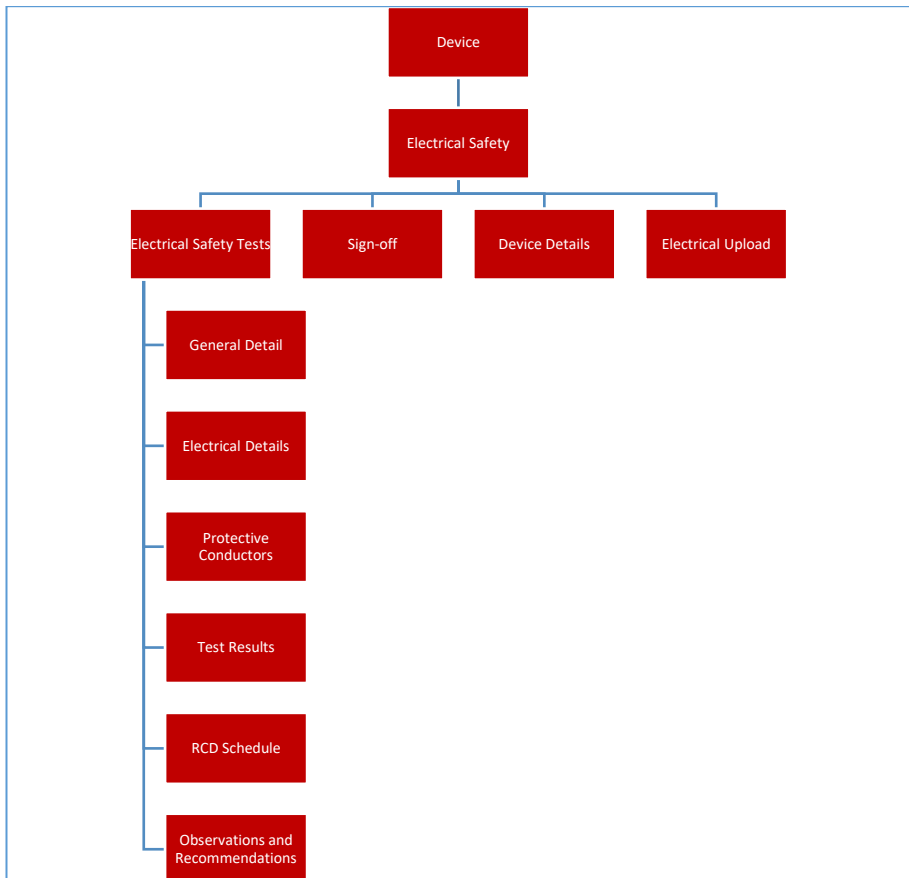 Device
Electrical Safety
Electrical Safety Tests
Sign-off
Device Details
Electrical Upload
General Detail
Electrical Details
Protective
Conductors
Test Results
RCD Schedule
Observations and
Recommendations